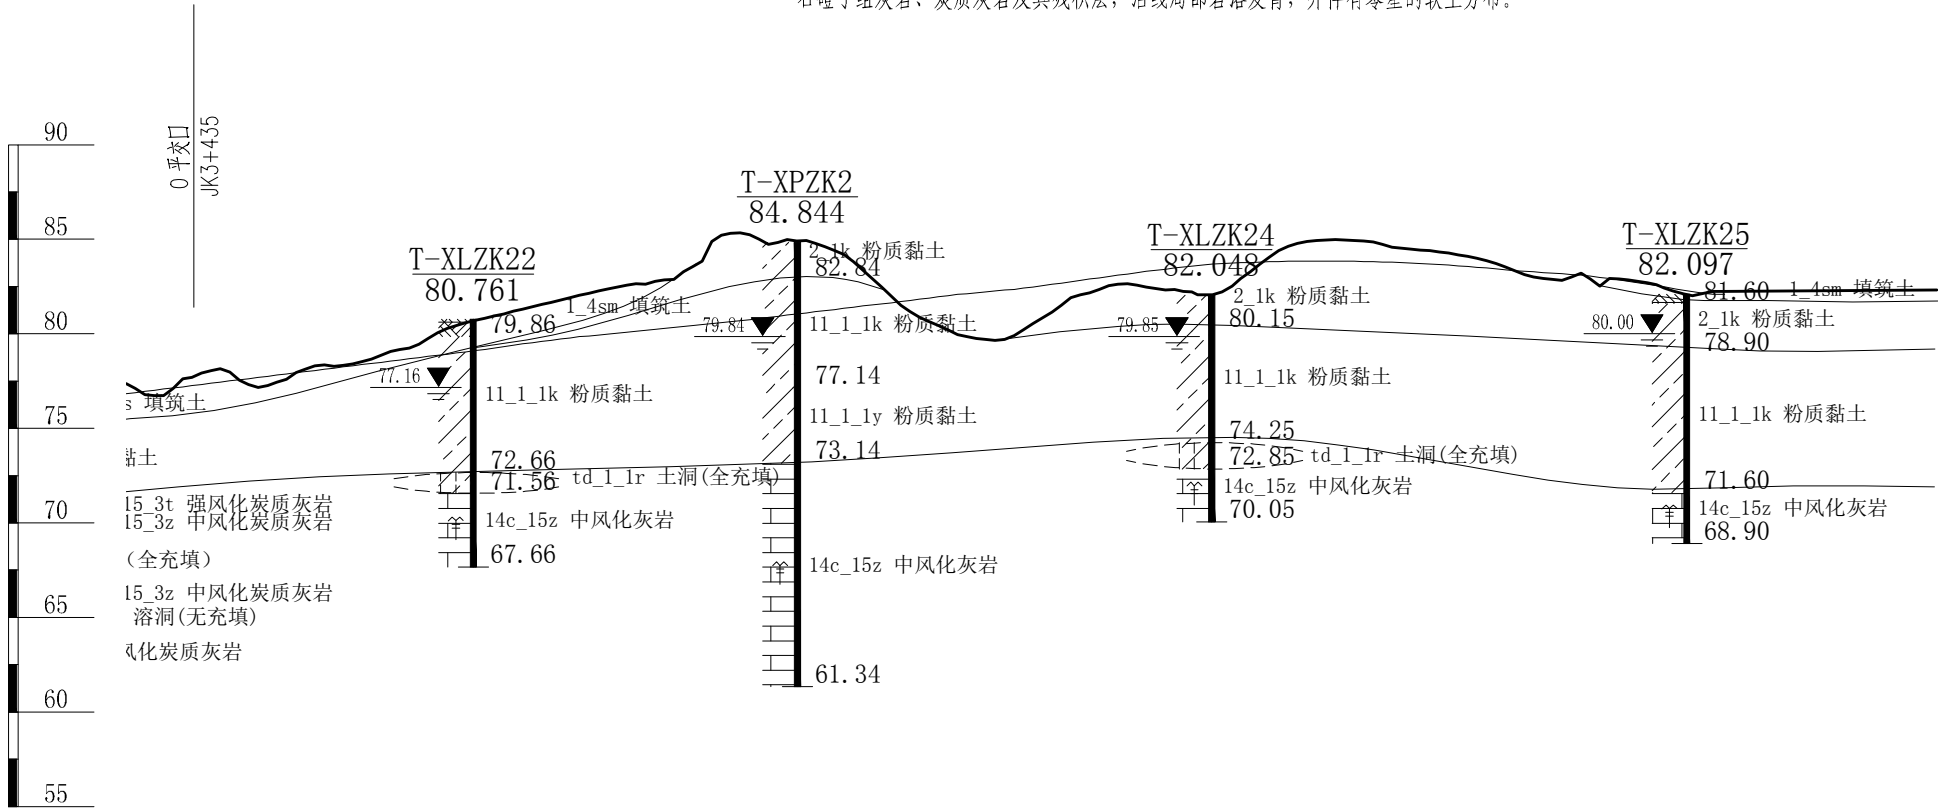 90
85
80
75
70
65
60
55
0 平交口
JK3+435
T-XLZK22
80.761
79.86
1_4sm 填筑土
77.16
11_1_1k 粉质黏土
72.66
71.56
td_1_1r 土洞(全充填)
14c_15z 中风化灰岩
67.66
填筑土
黏土
15_3t 强风化炭质灰岩
15_3z 中风化炭质灰岩
(全充填)
15_3z 中风化炭质灰岩
溶洞(无充填)
风化炭质灰岩
T-XPZK2
84.844
2_1k 粉质黏土
82.84
79.84
11_1_1k 粉质黏土
77.14
11_1_1y 粉质黏土
73.14
14c_15z 中风化灰岩
61.34
T-XLZK24
82.048
2_1k 粉质黏土
80.15
79.85
11_1_1k 粉质黏土
74.25
72.85
td_1_1r 土洞(全充填)
14c_15z 中风化灰岩
70.05
T-XLZK25
82.097
81.60
1_4sm 填筑土
2_1k 粉质黏土
80.00
78.90
11_1_1k 粉质黏土
71.60
14c_15z 中风化灰岩
68.90